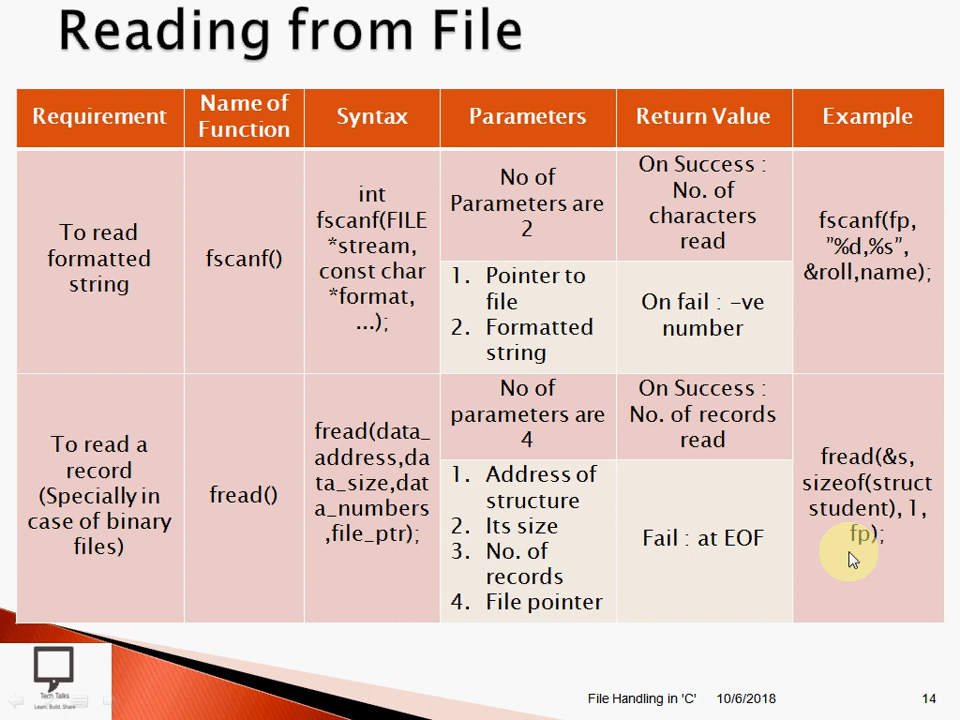 Reading from File
Requirement
Name of
Function
Syntax
Parameters
Return Value
Example
To read
formatted
string
fscanf()
int
fscanf(FILE
*stream,
const char
*format,
...);
No of
Parameters are
2
1. Pointer to
file
2. Formatted
string
On Success :
No. of
characters
read
On fail : -ve
number
fscanf(fp,
”%d,%s”,
&roll,name);
To read a
record
(Specially in
case of binary
files)
fread()
fread(data_
address,da
ta_size,dat
a_numbers
,file_ptr);
No of
parameters are
4
1. Address of
structure
2. Its size
3. No. of
records
4. File pointer
On Success :
No. of records
read
Fail : at EOF
fread(&s,
sizeof(struct
student),1,
fp);
Tech Talks
Learn, Build, Share
File Handling in 'C'
10/6/2018
14